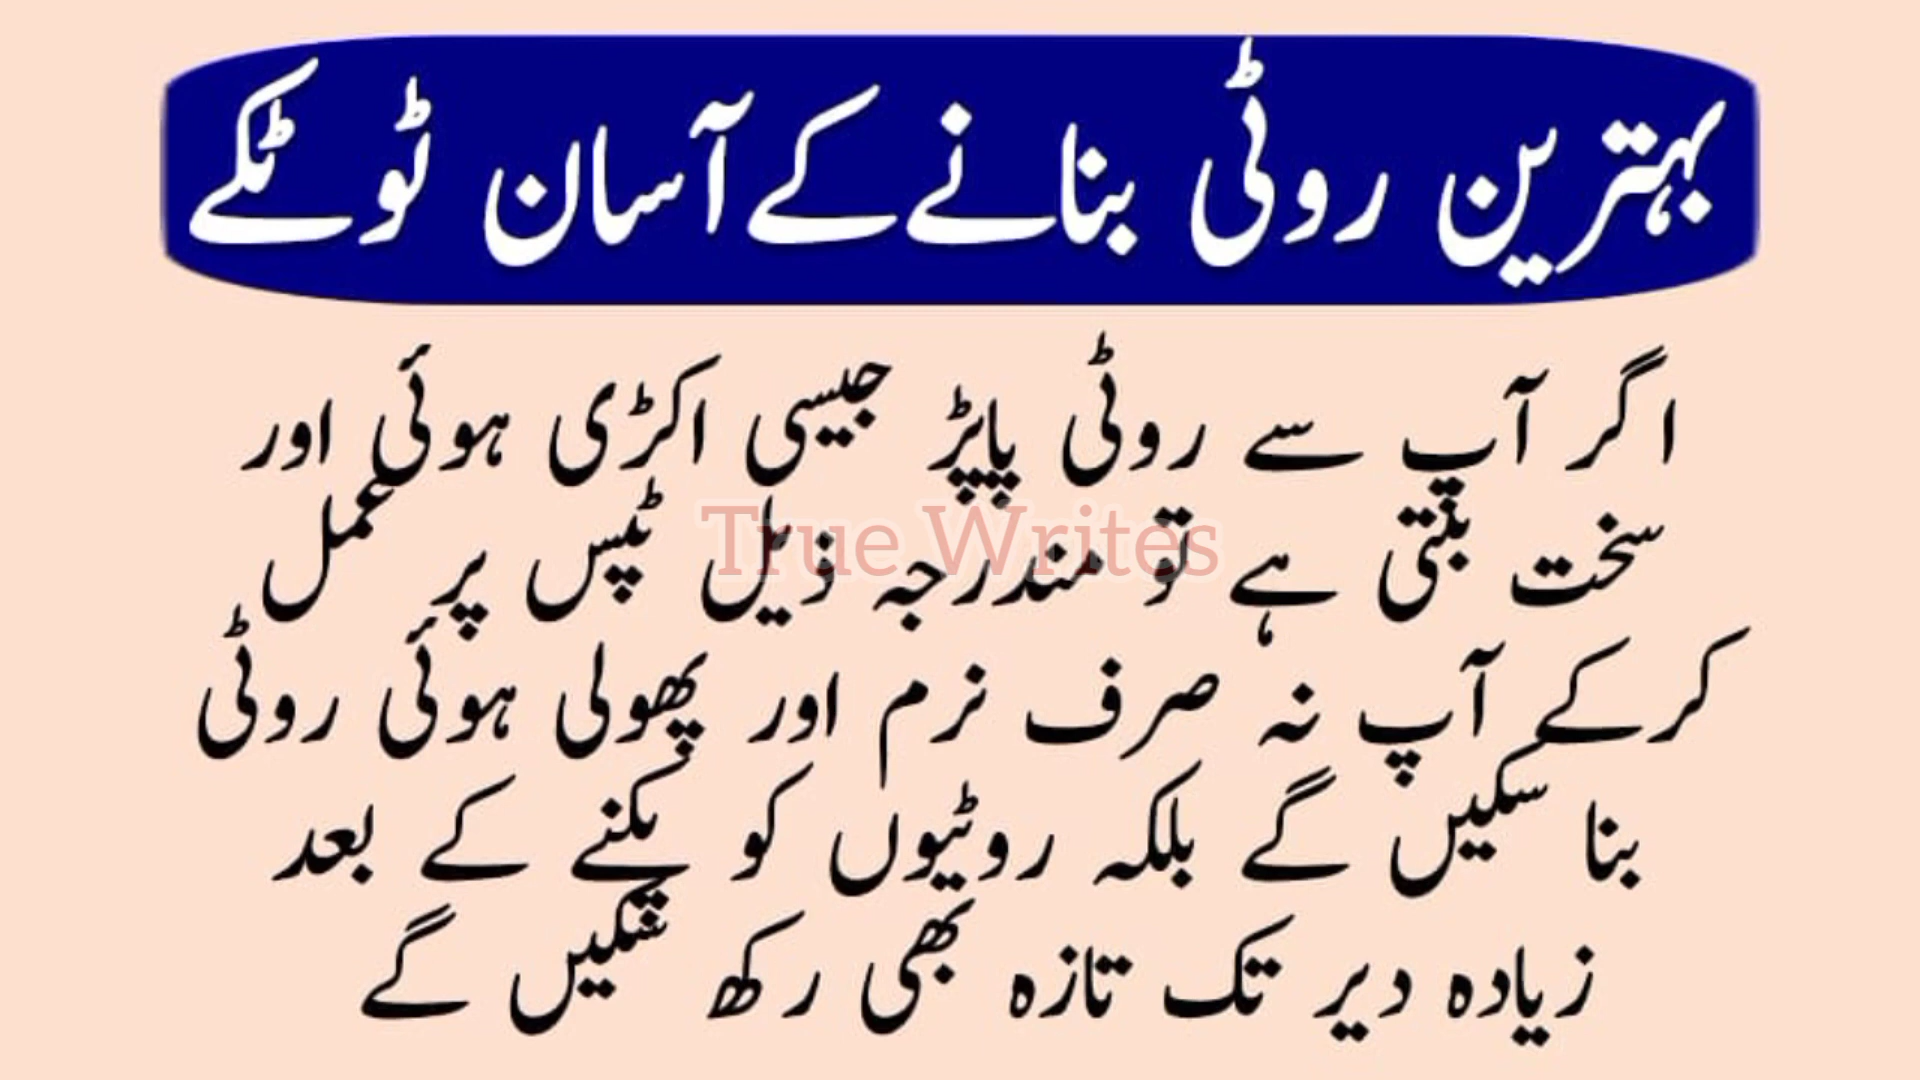 بہترین روٹی بنانے کے آسان ٹوٹکے
اگر آپ سے روٹی پاپڑ جیسی اکڑی ہوئی اور
سخت بنتی ہے تو مندرجہ ذیل ٹپس پر عمل
کرکے آپ نہ صرف نرم اور پھولی ہوئی روٹی
بنا سکیں گے بلکہ روٹیوں کو پکنے کے بعد
زیادہ دیر تک تازہ بھی رکھ سکیں گے
True Writes